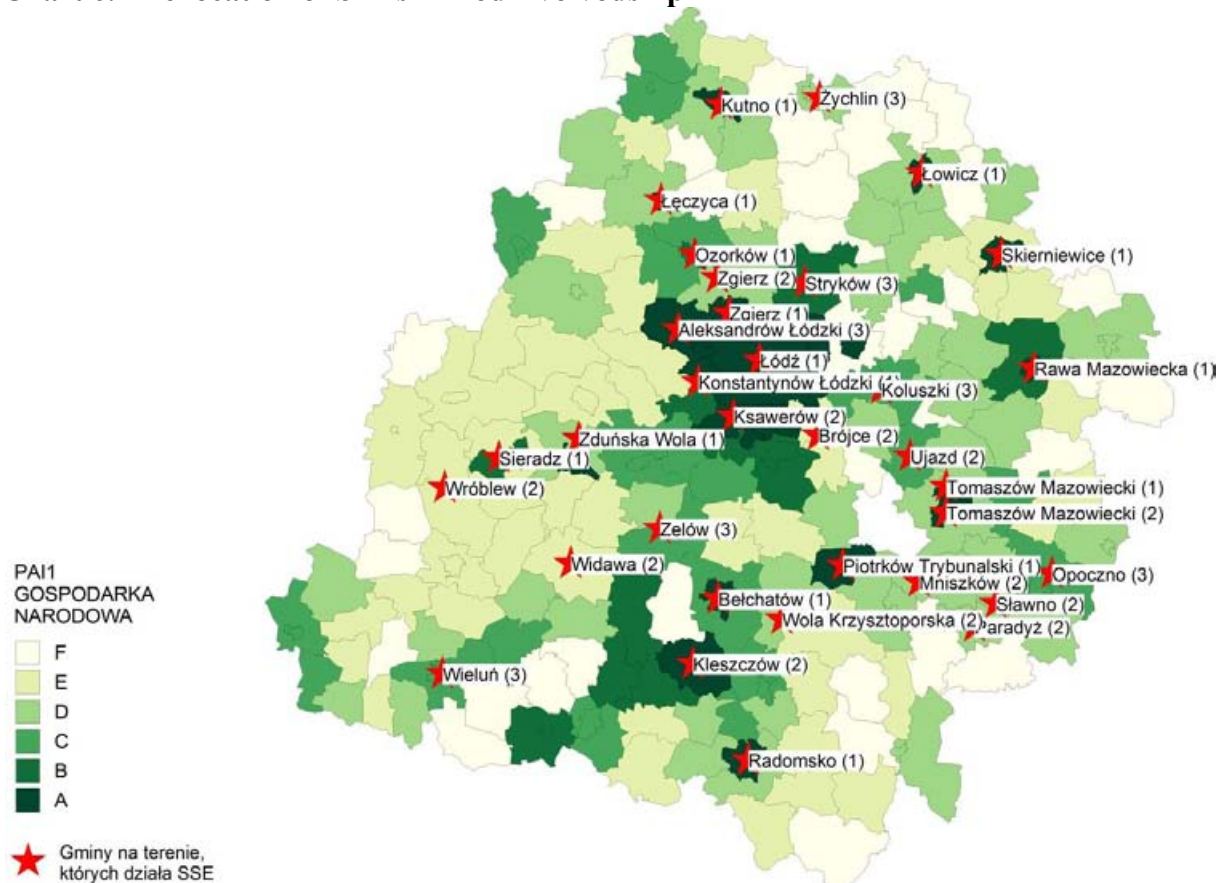 Kutno (1)
Żychlin (3)
Łowicz (1)
Łęczyca (1)
Ozorków (1)
Skierniewice (1)
Zgierz (2)
Stryków (3)
Zgierz (1)
Aleksandrów Łódzki (3)
Łódź (1)
Rawa Mazowiecka (1)
Konstantynów Łódzki (1)
Koluszki (3)
Ksawerów (2)
Zduńska Wola (1)
Brójce (2)
Sieradz (1)
Ujazd (2)
Wróblew (2)
Tomaszów Mazowiecki (1)
Tomaszów Mazowiecki (2)
Zelów (3)
Widawa (2)
Piotrków Trybunalski (1)
Mniszków (2)
Opoczno (3)
Bełchatów (1)
Sławno (2)
Wola Krzysztoporska (2)
Paradyż (2)
Kleszczów (2)
Wieluń (3)
Radomsko (1)
PAI1
GOSPODARKA
NARODOWA
F
E
D
C
B
A
Gminy na terenie,
których działa SSE